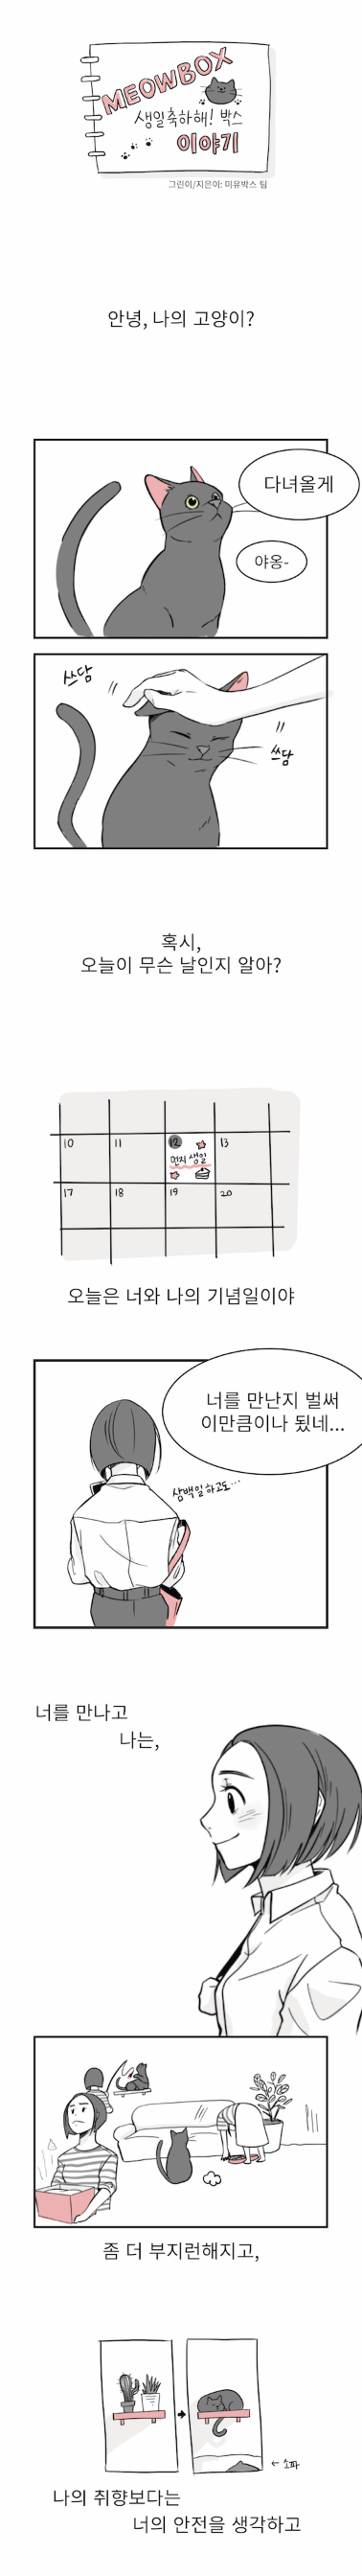 MEOWBOX
생일축하해! 박스
이야기
그린이/지은이: 미유박스 팀
안녕, 나의 고양이?
다녀올게
야옹-
쓰담
쓰담
혹시,
오늘이 무슨 날인지 알아?
10 11 12 13
먼지 생일
17 18 19 20
오늘은 너와 나의 기념일이야
너를 만난지 벌써
이만큼이나 됐네...
삼백일하고도...
너를 만나고
나는,
좀 더 부지런해지고,
← 소파
나의 취향보다는
너의 안전을 생각하고